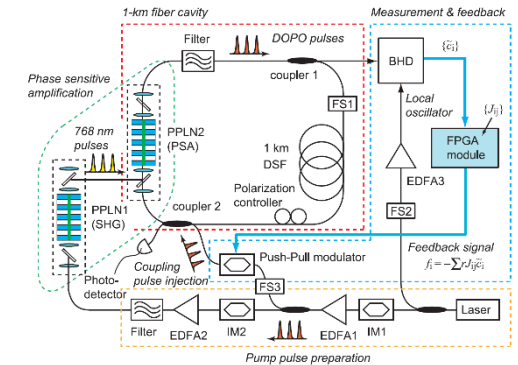 1-km fiber cavity
Measurement & feedback
Filter
DOPO pulses
coupler 1
BHD
{c̃i}
Phase sensitive
amplification
768 nm
pulses
PPLN2
(PSA)
FS1
1 km
DSF
Local
oscillator
{Jij}
FPGA
module
EDFA3
PPLN1
(SHG)
Polarization
controller
coupler 2
FS2
Photo-
detector
Coupling
pulse injection
Push-Pull modulator
Feedback signal
fi=−∑rJijc̃i
FS3
Filter
EDFA2
IM2
EDFA1
IM1
Laser
Pump pulse preparation